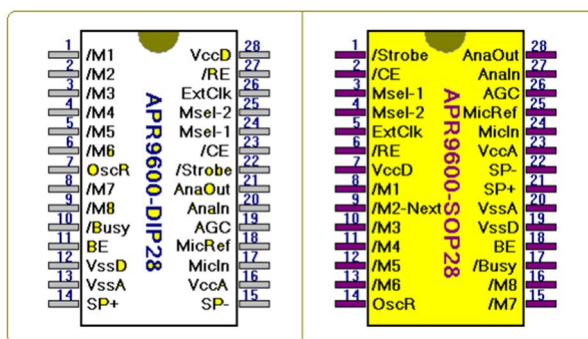 1 /M1 VccD 28
2 /M2 /RE 27
3 /M3 ExtClk 26
4 /M4 Msel-2 25
5 /M5 Msel-1 24
6 /M6 /CE 23
7 OscR /Strobe 22
8 /M7 AnaOut 21
9 /M8 AnaIn 20
10 /Busy AGC 19
11 BE MicRef 18
12 VssD MicIn 17
13 VssA VccA 16
14 SP+ SP- 15
APR9600-DIP28
1 /Strobe AnaOut 28
2 /CE AnaIn 27
3 Msel-1 AGC 26
4 Msel-2 MicRef 25
5 ExtClk MicIn 24
6 /RE VccA 23
7 VccD SP- 22
8 /M1 SP+ 21
9 /M2-Next VssA 20
10 /M3 VssD 19
11 /M4 BE 18
12 /M5 /Busy 17
13 /M6 /M8 16
14 OscR /M7 15
APR9600-SOP28